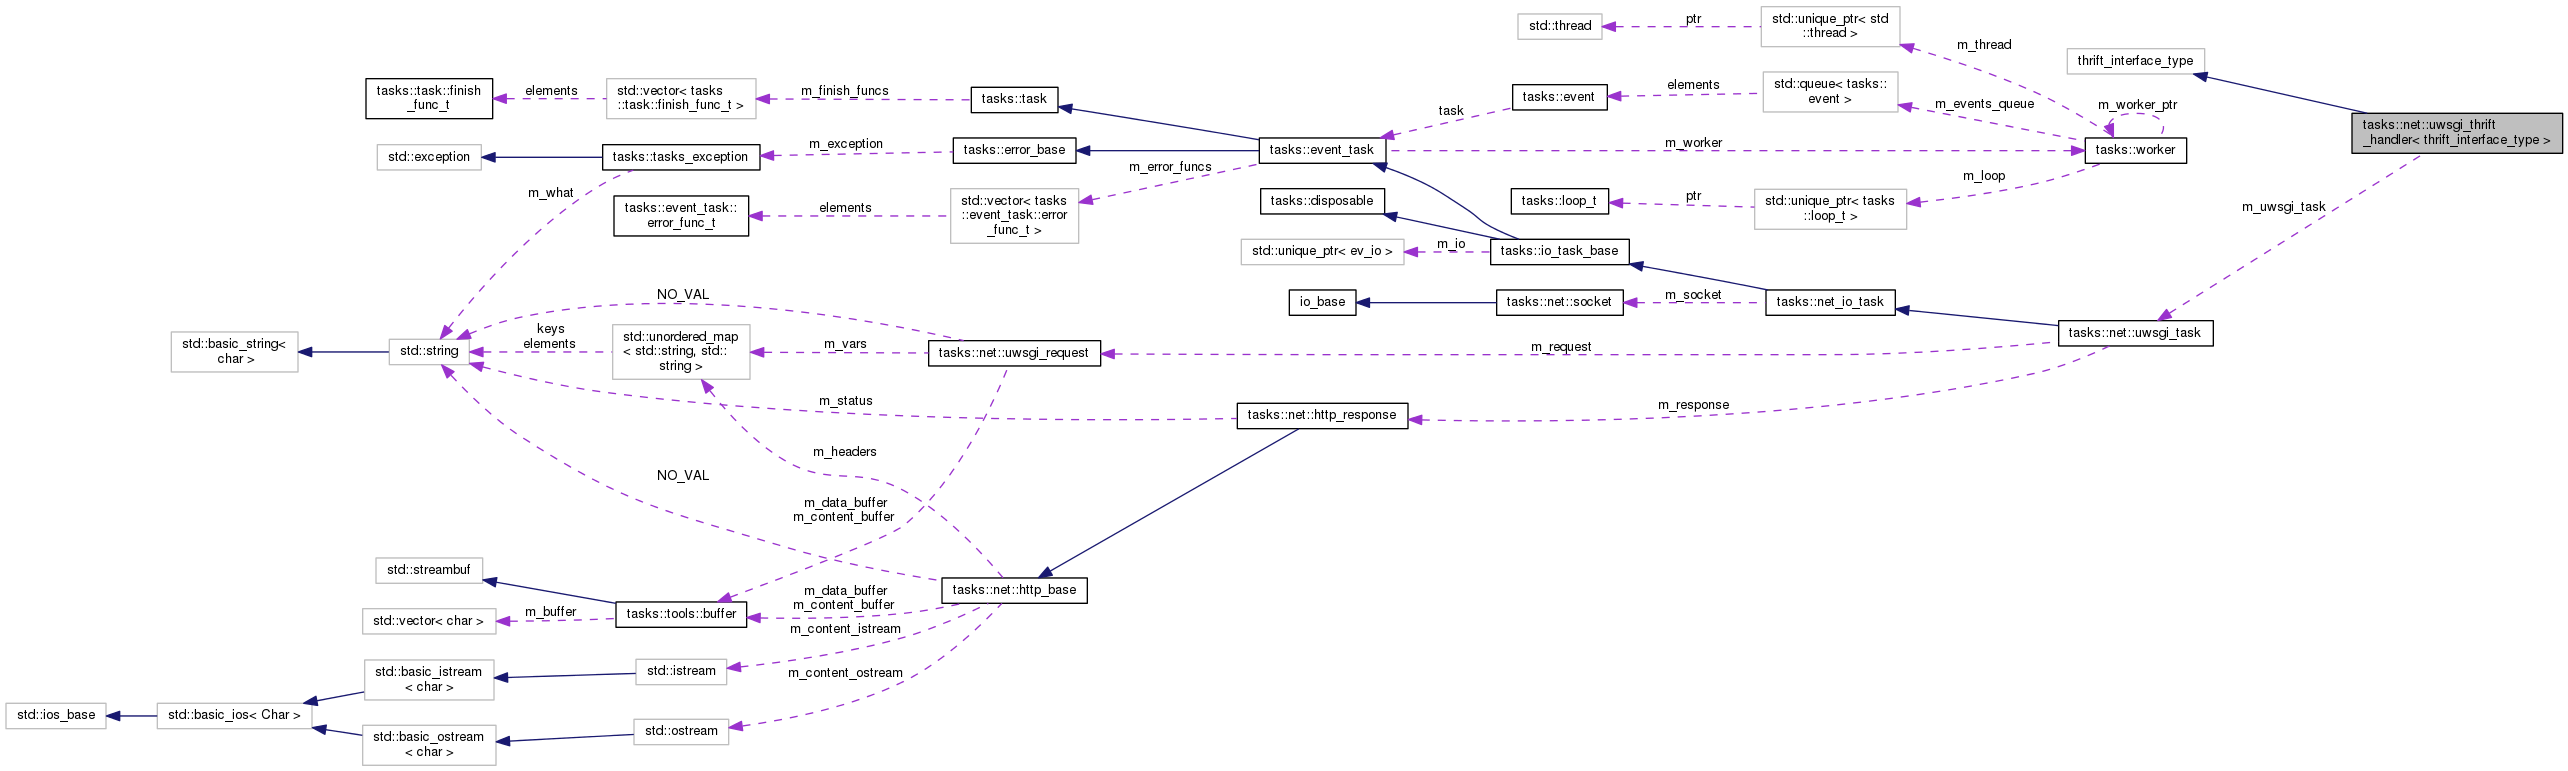 std::thread
ptr
std::unique_ptr< std
::thread >
m_thread
thrift_interface_type
tasks::task::finish
_func_t
elements
std::vector< tasks
::task::finish_func_t >
m_finish_funcs
tasks::task
tasks::event
elements
std::queue< tasks::
event >
m_events_queue
m_worker_ptr
tasks::net::uwsgi_thrift
_handler< thrift_interface_type >
task
std::exception
tasks::tasks_exception
m_exception
tasks::error_base
tasks::event_task
m_worker
tasks::worker
m_what
m_error_funcs
m_loop
tasks::event_task::
error_func_t
elements
std::vector< tasks
::event_task::error
_func_t >
tasks::disposable
tasks::loop_t
ptr
std::unique_ptr< tasks
::loop_t >
m_uwsgi_task
std::unique_ptr< ev_io >
m_io
tasks::io_task_base
NO_VAL
io_base
tasks::net::socket
m_socket
tasks::net_io_task
std::basic_string<
char >
std::string
keys
elements
std::unordered_map
< std::string, std::
string >
m_vars
tasks::net::uwsgi_request
m_request
tasks::net::uwsgi_task
m_status
tasks::net::http_response
m_response
m_headers
NO_VAL
m_data_buffer
m_content_buffer
std::streambuf
tasks::tools::buffer
m_data_buffer
m_content_buffer
tasks::net::http_base
std::vector< char >
m_buffer
m_content_istream
std::basic_istream
< char >
std::istream
m_content_ostream
std::ios_base
std::basic_ios< Char >
std::basic_ostream
< char >
std::ostream